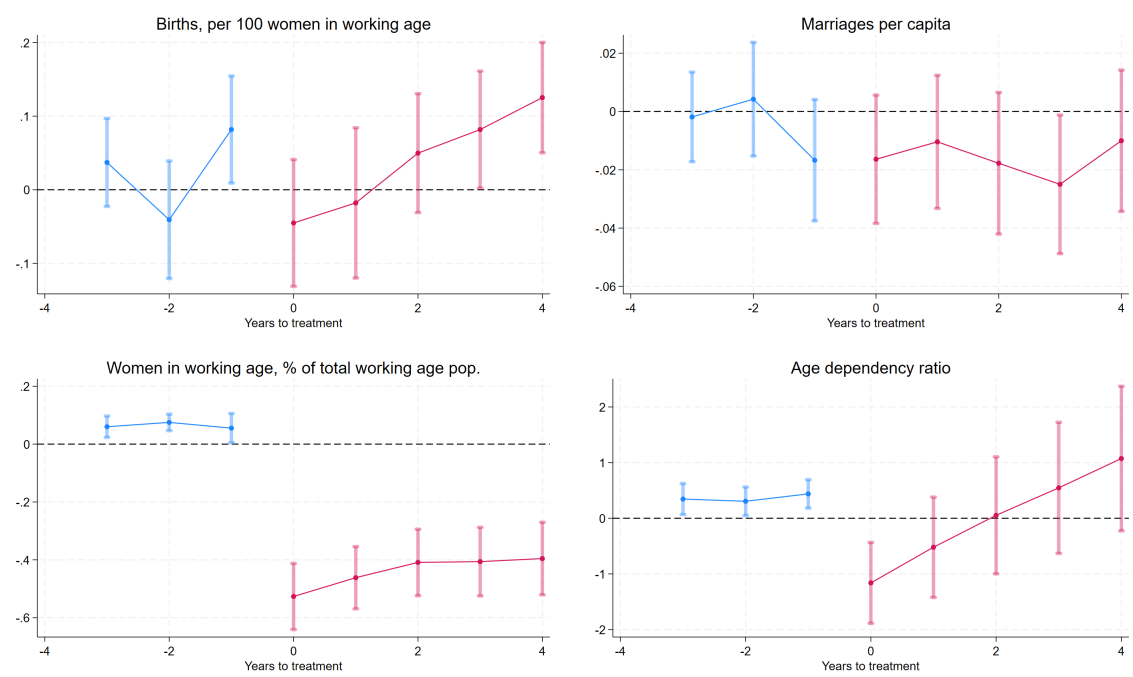 Births, per 100 women in working age
.2
.1
0
-.1
-4 -2 0 2 4
Years to treatment
Marriages per capita
.02
0
-.02
-.04
-.06
-4 -2 0 2 4
Years to treatment
Women in working age, % of total working age pop.
.2
0
-.2
-.4
-.6
-4 -2 0 2 4
Years to treatment
Age dependency ratio
2
1
0
-1
-2
-4 -2 0 2 4
Years to treatment